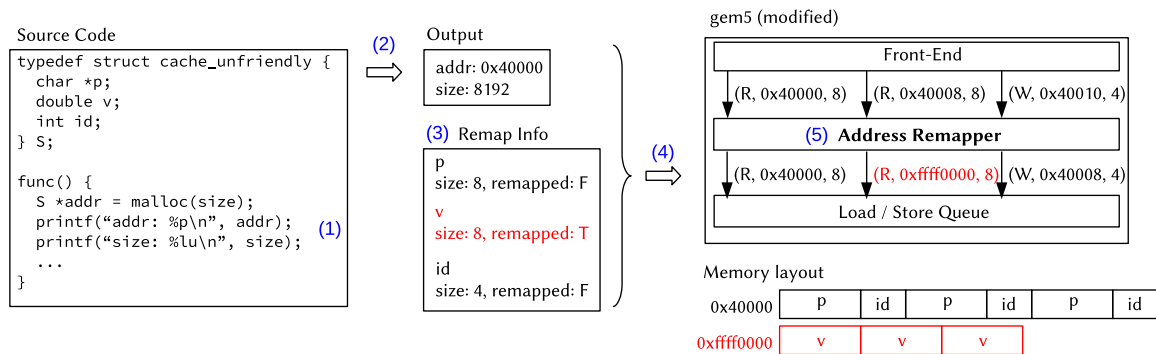 Source Code
typedef struct cache_unfriendly {
char *p;
double v;
int id;
} S;
func() {
S *addr = malloc(size);
printf(“addr: %p\n”, addr);
printf(“size: %lu\n”, size);
(1)
...
}
(2)
Output
addr: 0x40000
size: 8192
(3) Remap Info
p
size: 8, remapped: F
v
size: 8, remapped: T
id
size: 4, remapped: F
(4)
gem5 (modified)
Front-End
(R, 0x40000, 8) (R, 0x40008, 8) (W, 0x40010, 4)
(5) Address Remapper
(R, 0x40000, 8) (R, 0xffff0000, 8) (W, 0x40008, 4)
Load / Store Queue
Memory layout
0x40000 p id p id p id
0xffff0000 v v v